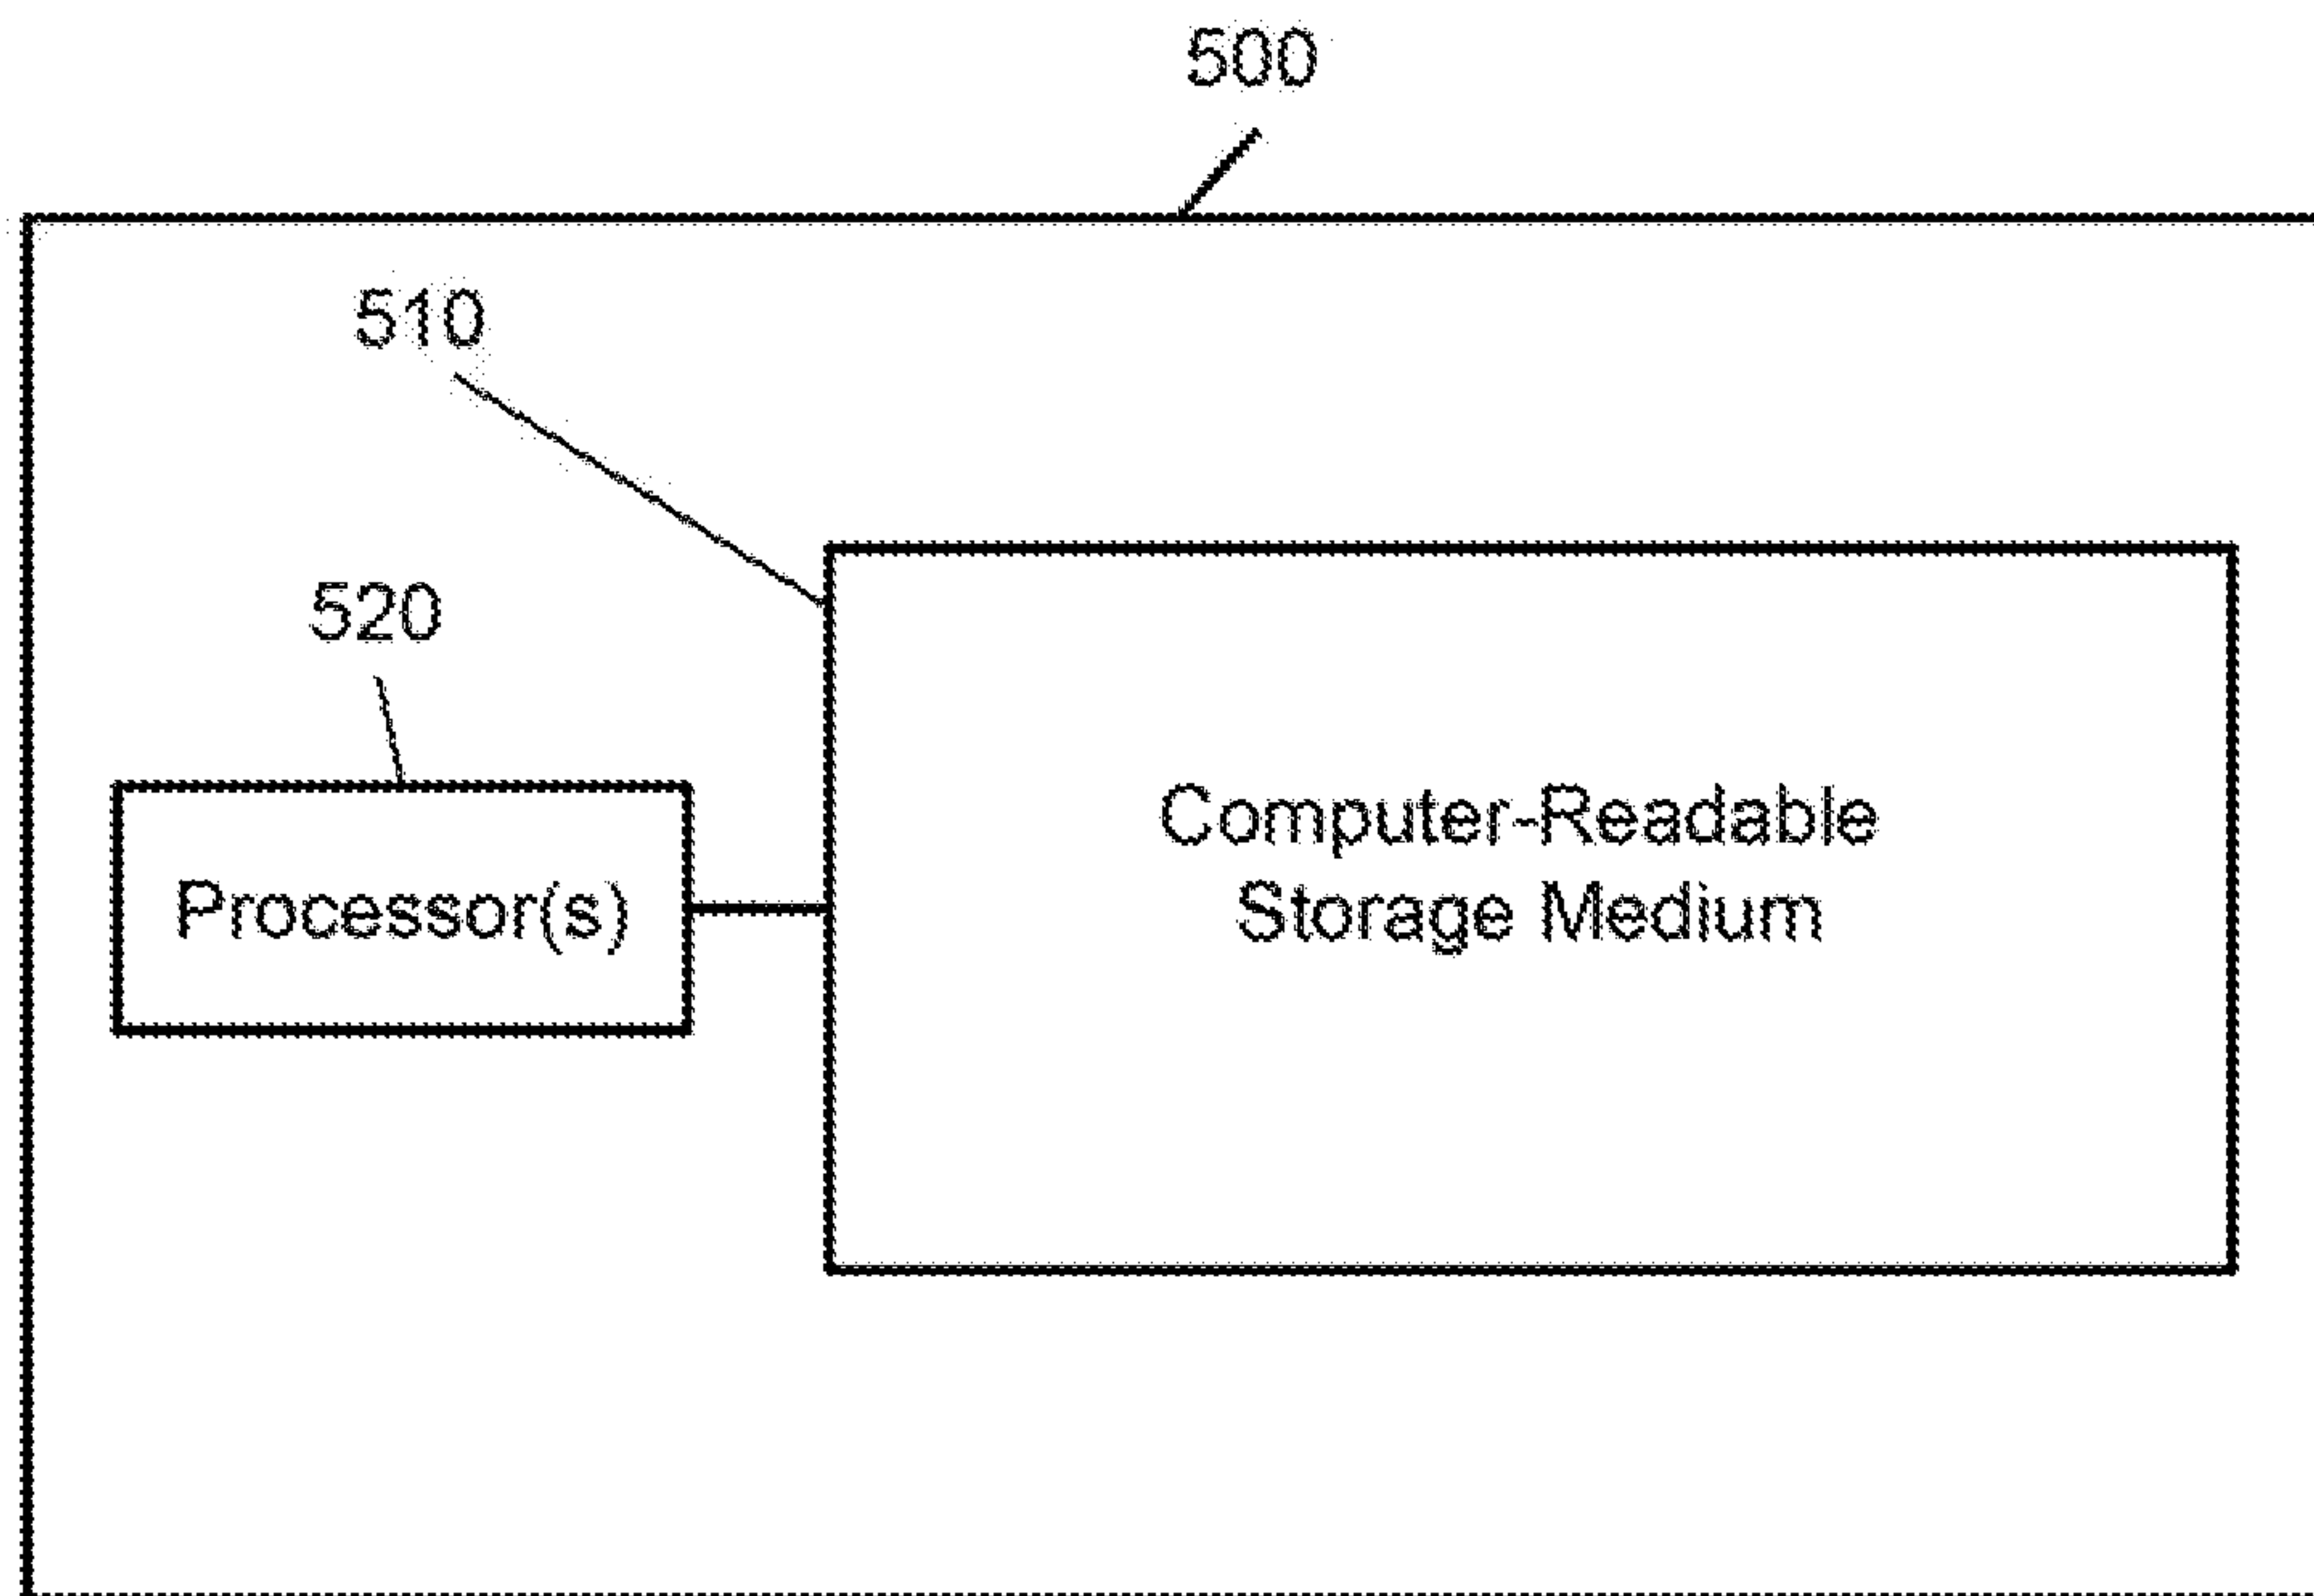 500
510
520
Computer-Readable
Storage Medium
Processor(s)